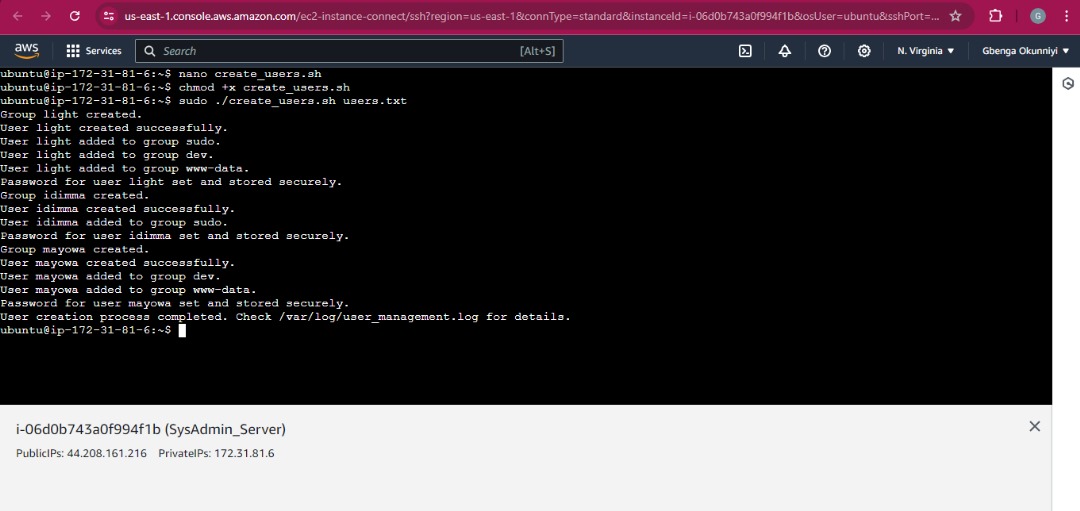 us-east-1.console.aws.amazon.com/ec2-instance-connect/ssh?region=us-east-1&connType=standard&instanceId=i-06d0b743a0f994f1b&osUser=ubuntu&sshPort=...
G
aws Services Search [Alt+S] N. Virginia Gbenga Okunniyi
ubuntu@ip-172-31-81-6:~$ nano create_users.sh
ubuntu@ip-172-31-81-6:~$ chmod +x create_users.sh
ubuntu@ip-172-31-81-6:~$ sudo ./create_users.sh users.txt
Group light created.
User light created successfully.
User light added to group sudo.
User light added to group dev.
User light added to group www-data.
Password for user light set and stored securely.
Group idimma created.
User idimma created successfully.
User idimma added to group sudo.
Password for user idimma set and stored securely.
Group mayowa created.
User mayowa created successfully.
User mayowa added to group dev.
User mayowa added to group www-data.
Password for user mayowa set and stored securely.
User creation process completed. Check /var/log/user_management.log for details.
ubuntu@ip-172-31-81-6:~$
i-06d0b743a0f994f1b (SysAdmin_Server)
PublicIPs: 44.208.161.216 PrivateIPs: 172.31.81.6